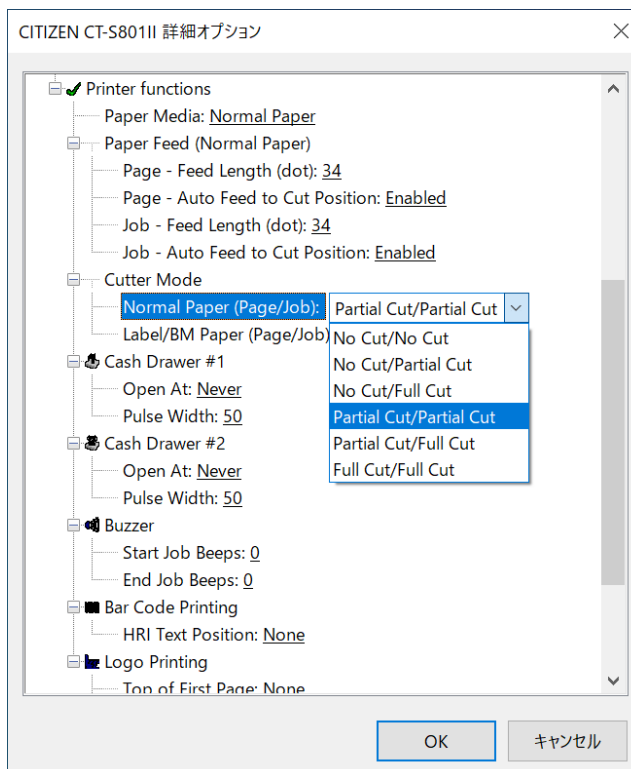 CITIZEN CT-S801II 詳細オプション
Printer functions
Paper Media: Normal Paper
Paper Feed (Normal Paper)
Page - Feed Length (dot): 34
Page - Auto Feed to Cut Position: Enabled
Job - Feed Length (dot): 34
Job - Auto Feed to Cut Position: Enabled
Cutter Mode
Normal Paper (Page/Job): Partial Cut/Partial Cut
Label/BM Paper (Page/Job)
No Cut/No Cut
No Cut/Partial Cut
No Cut/Full Cut
Partial Cut/Partial Cut
Partial Cut/Full Cut
Full Cut/Full Cut
Cash Drawer #1
Open At: Never
Pulse Width: 50
Cash Drawer #2
Open At: Never
Pulse Width: 50
Buzzer
Start Job Beeps: 0
End Job Beeps: 0
Bar Code Printing
HRI Text Position: None
Logo Printing
Top of First Page: None
OK
キャンセル